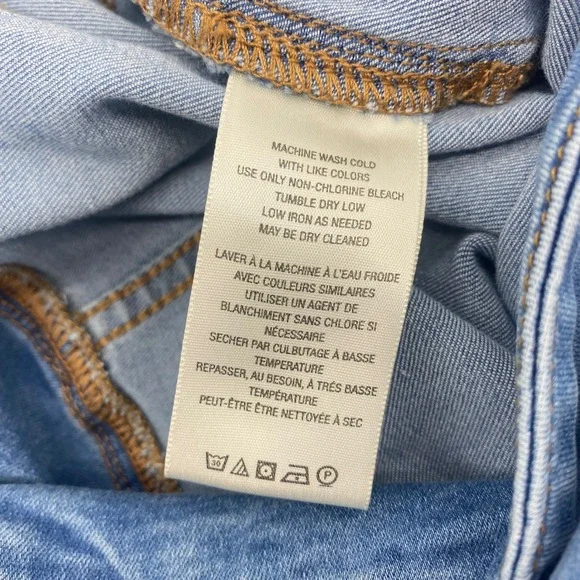 MACHINE WASH COLD
WITH LIKE COLORS
USE ONLY NON-CHLORINE BLEACH
TUMBLE DRY LOW
LOW IRON AS NEEDED
MAY BE DRY CLEANED
LAVER À LA MACHINE À L'EAU FROIDE
AVEC COULEURS SIMILAIRES
UTILISER UN AGENT DE
BLANCHIMENT SANS CHLORE SI
NÉCESSAIRE
SECHER PAR CULBUTAGE À BASSE
TEMPERATURE
REPASSER, AU BESOIN, À TRÉS BASSE
TEMPÉRATURE
PEUT-ÊTRE ÊTRE NETTOYÉE À SEC
30 P